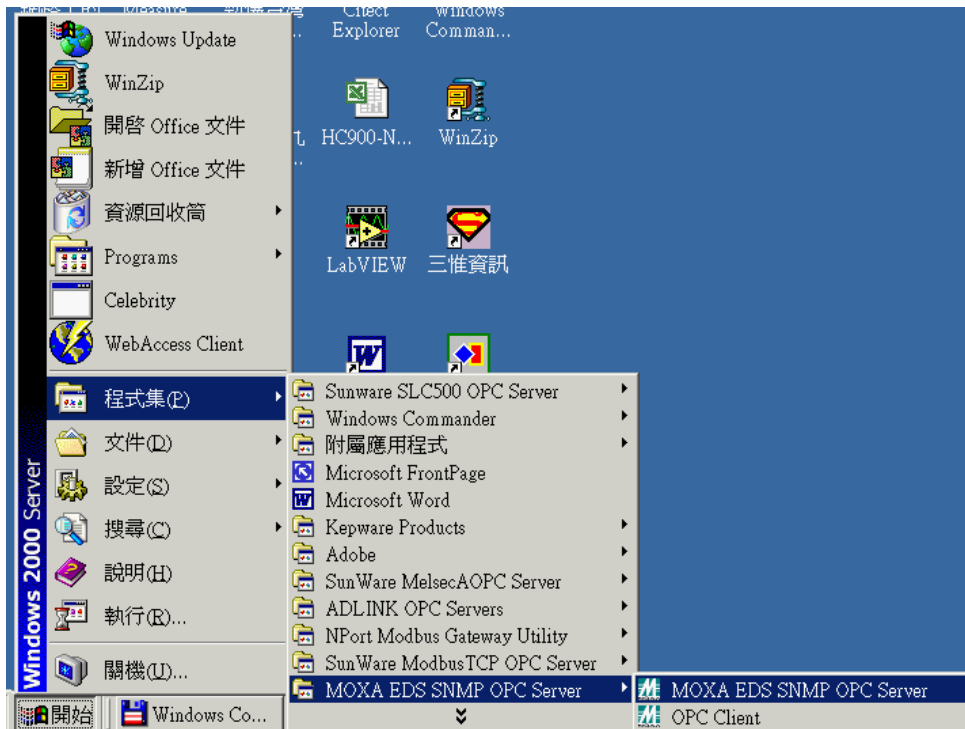 Measure
Citect
Windows
Explorer
Comman...
HC900-N...
WinZip
LabVIEW
三惟資訊
Windows Update
WinZip
開啟 Office 文件
新增 Office 文件
資源回收筒
Programs
Celebrity
WebAccess Client
程式集(P)
文件(D)
設定(S)
搜尋(C)
說明(H)
執行(R)...
關機(U)...
Windows 2000 Server
Sunware SLC500 OPC Server
Windows Commander
附屬應用程式
Microsoft FrontPage
Microsoft Word
Kepware Products
Adobe
SunWare MelsecAOPC Server
ADLINK OPC Servers
NPort Modbus Gateway Utility
SunWare ModbusTCP OPC Server
MOXA EDS SNMP OPC Server
MOXA EDS SNMP OPC Server
OPC Client
開始
Windows Co...